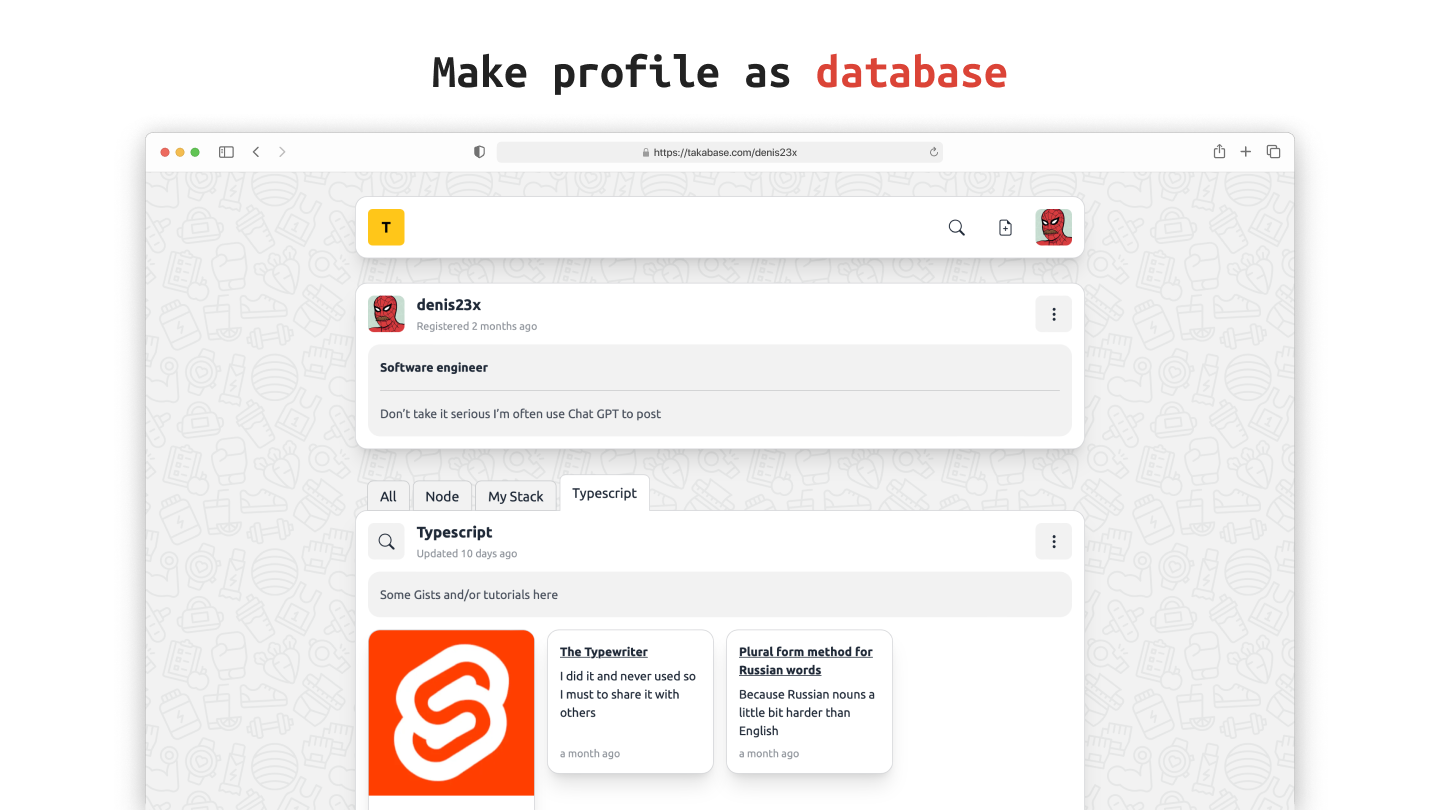 Make profile as database
https://takabase.com/denis23x
T
denis23x
Registered 2 months ago
Software engineer
Don’t take it serious I’m often use Chat GPT to post
All
Node
My Stack
Typescript
Typescript
Updated 10 days ago
Some Gists and/or tutorials here
The Typewriter
I did it and never used so
I must to share it with
others
a month ago
Plural form method for
Russian words
Because Russian nouns a
little bit harder than
English
a month ago